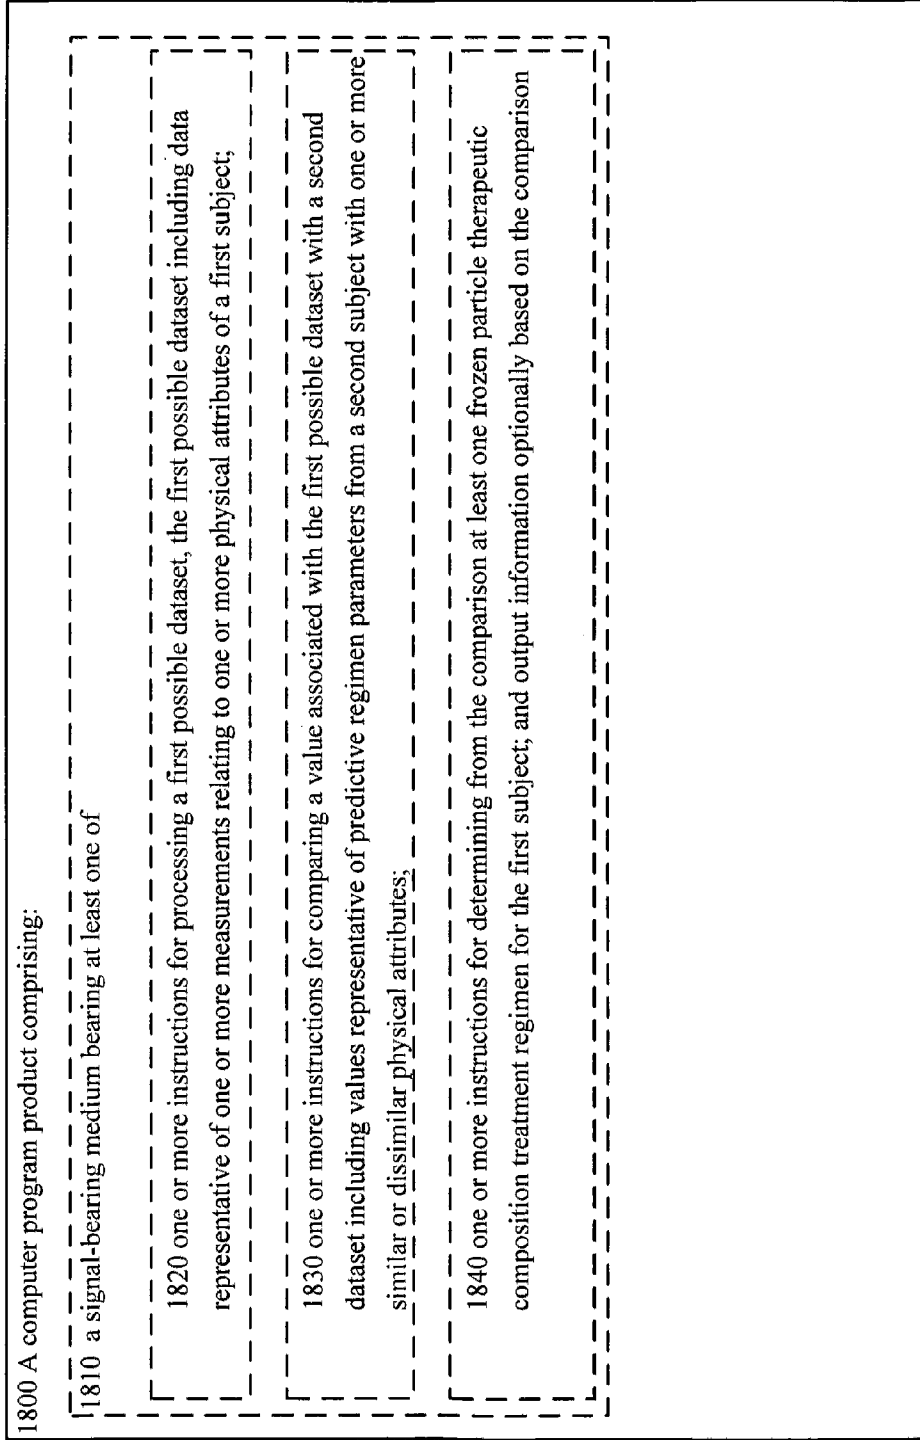 1800 A computer program product comprising:
1810 a signal-bearing medium bearing at least one of
1820 one or more instructions for processing a first possible dataset, the first possible dataset including data
representative of one or more measurements relating to one or more physical attributes of a first subject;
1830 one or more instructions for comparing a value associated with the first possible dataset with a second
dataset including values representative of predictive regimen parameters from a second subject with one or more
similar or dissimilar physical attributes;
1840 one or more instructions for determining from the comparison at least one frozen particle therapeutic
composition treatment regimen for the first subject; and output information optionally based on the comparison